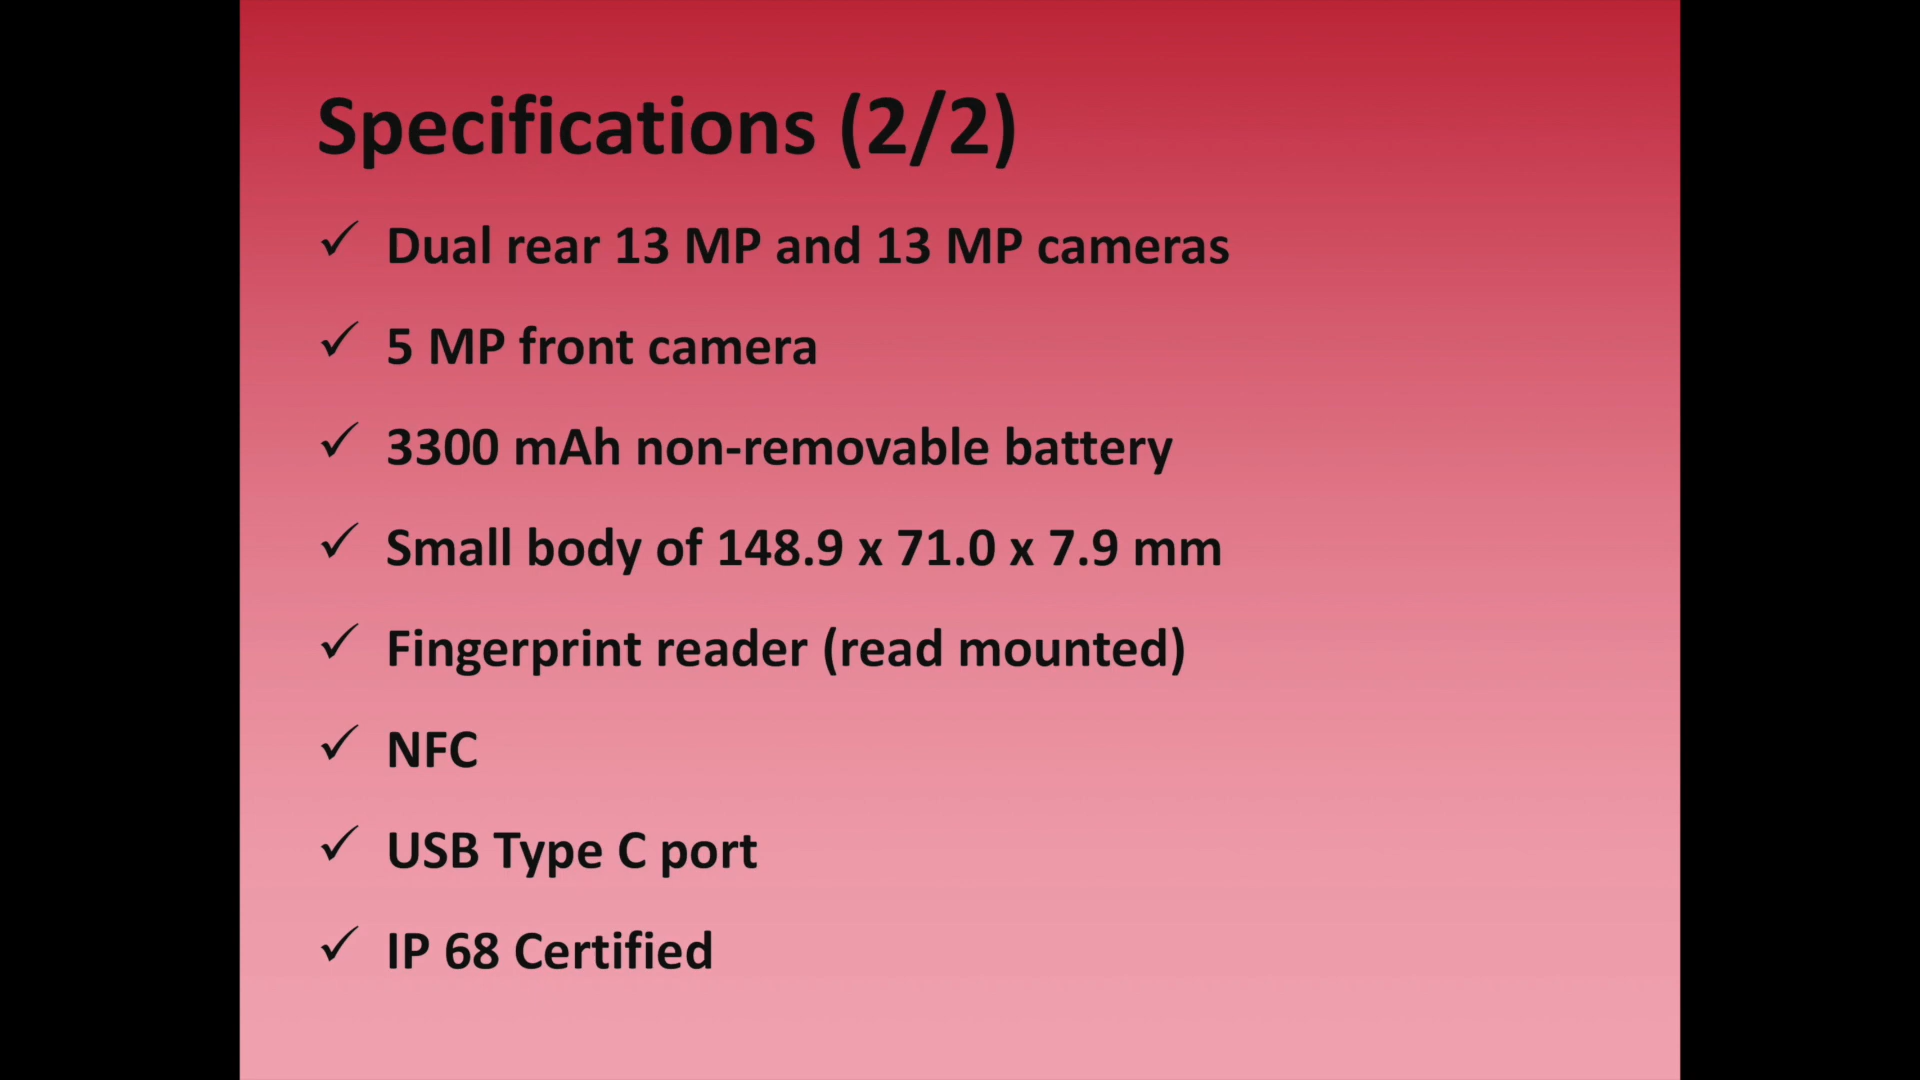 Specifications (2/2)
✓ Dual rear 13 MP and 13 MP cameras
✓ 5 MP front camera
✓ 3300 mAh non-removable battery
✓ Small body of 148.9 x 71.0 x 7.9 mm
✓ Fingerprint reader (read mounted)
✓ NFC
✓ USB Type C port
✓ IP 68 Certified